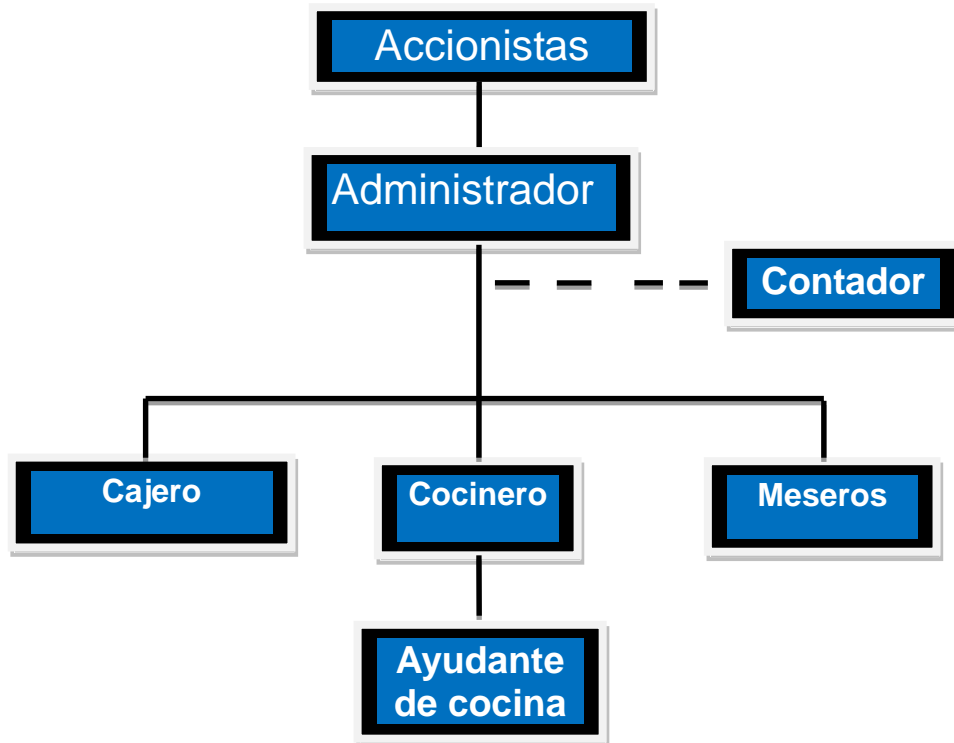 Accionistas
Administrador
Contador
Cajero
Cocinero
Meseros
Ayudante
de cocina